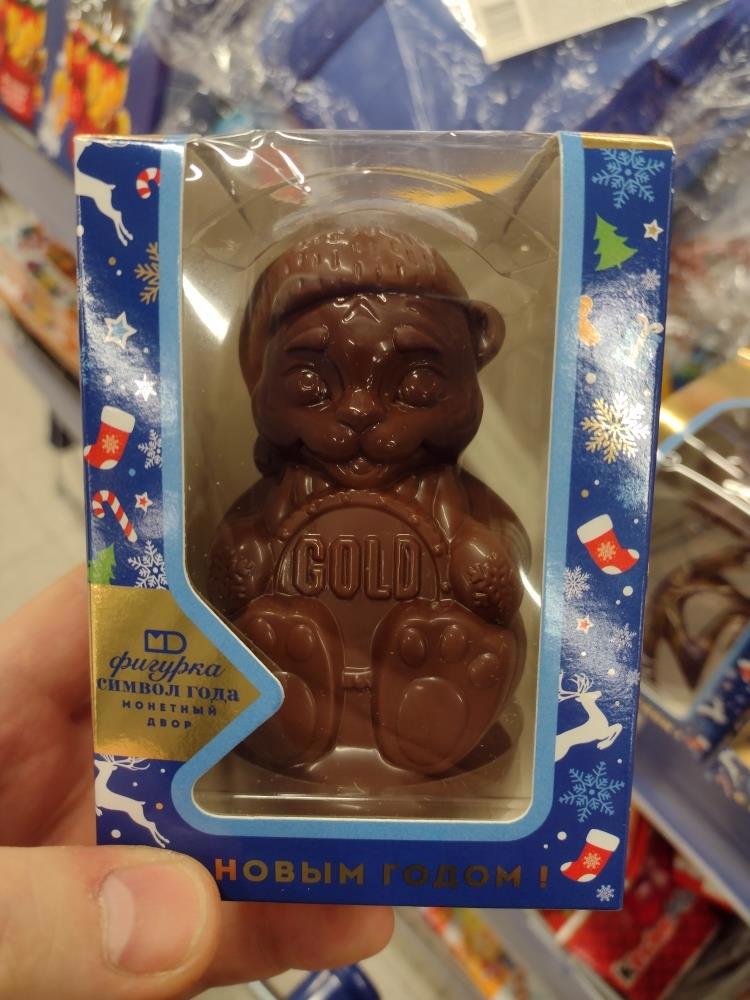 GOLD
MD
фигурка
символ года
МОНЕТНЫЙ
ДВОР
НОВЫМ ГОДОМ !